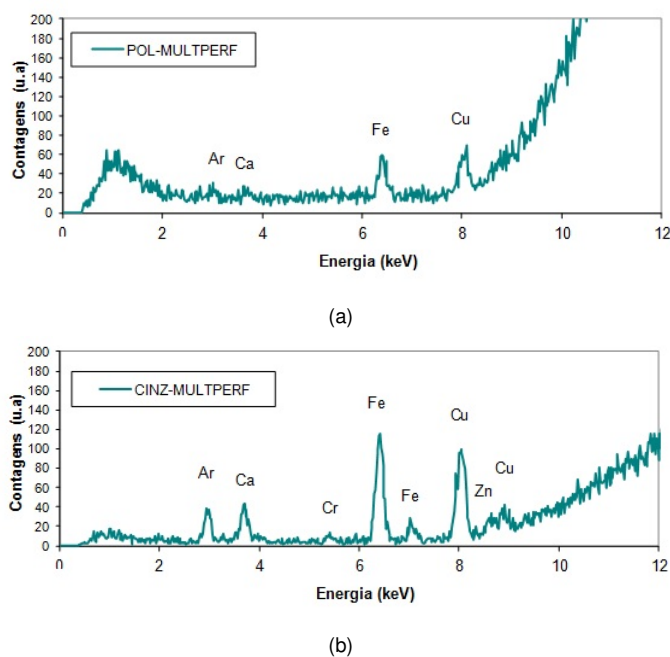 200
180
160
140
120
100
80
60
40
20
0
Contagens (u.a)
POL-MULTPERF
Ar
Ca
Fe
Cu
0 2 4 6 8 10 12
Energia (keV)
(a)
200
180
160
140
120
100
80
60
40
20
0
Contagens (u.a)
CINZ-MULTPERF
Ar
Ca
Cr
Fe
Fe
Cu
Zn
Cu
0 2 4 6 8 10 12
Energia (keV)
(b)